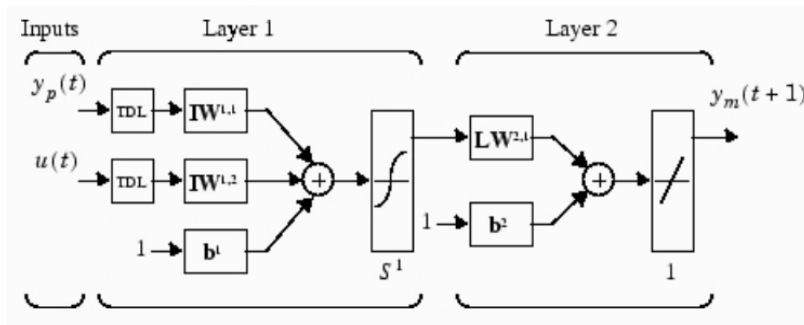 Inputs Layer 1 Layer 2
y_p(t) TDL IW^{1,1}
u(t) TDL IW^{1,2}
1 b^1
S^1
LW^{2,1}
1 b^2
1
y_m(t+1)